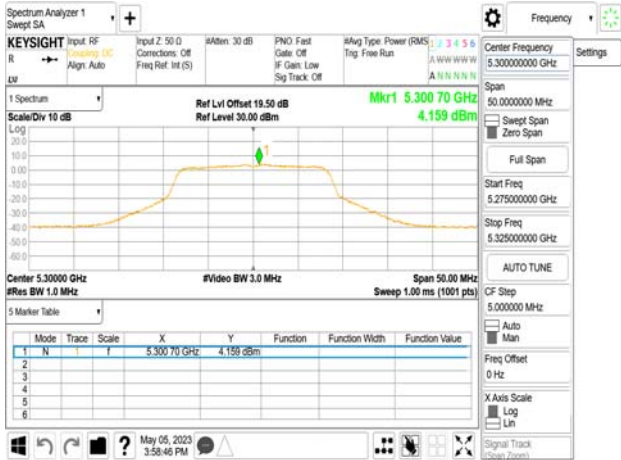 Spectrum Analyzer 1
Swept SA
+
Frequency
KEYSIGHT
R
Input: RF
Coupling: DC
Align: Auto
Input Z: 50 Ω
Corrections: Off
Freq Ref: Int (S)
#Atten: 30 dB
PNO: Fast
Gate: Off
IF Gain: Low
Sig Track: Off
#Avg Type: Power (RMS
Trig: Free Run
1 2 3 4 5 6
A W W W W W
A N N N N N
1 Spectrum
Scale/Div 10 dB
Ref Lvl Offset 19.50 dB
Ref Level 30.00 dBm
Mkr1 5.300 70 GHz
4.159 dBm
Log
20.0
10.0
0.00
-10.0
-20.0
-30.0
-40.0
-50.0
-60.0
1
Center 5.30000 GHz
#Res BW 1.0 MHz
#Video BW 3.0 MHz
Span 50.00 MHz
Sweep 1.00 ms (1001 pts)
5 Marker Table
Mode Trace Scale X Y Function Function Width Function Value
1 N 1 f 5.300 70 GHz 4.159 dBm
2
3
4
5
6
May 05, 2023
3:58:46 PM
?
Center Frequency
5.300000000 GHz
Settings
Span
50.0000000 MHz
Swept Span
Zero Span
Full Span
Start Freq
5.275000000 GHz
Stop Freq
5.325000000 GHz
AUTO TUNE
CF Step
5.000000 MHz
Auto
Man
Freq Offset
0 Hz
X Axis Scale
Log
Lin
Signal Track
(Span Zoom)